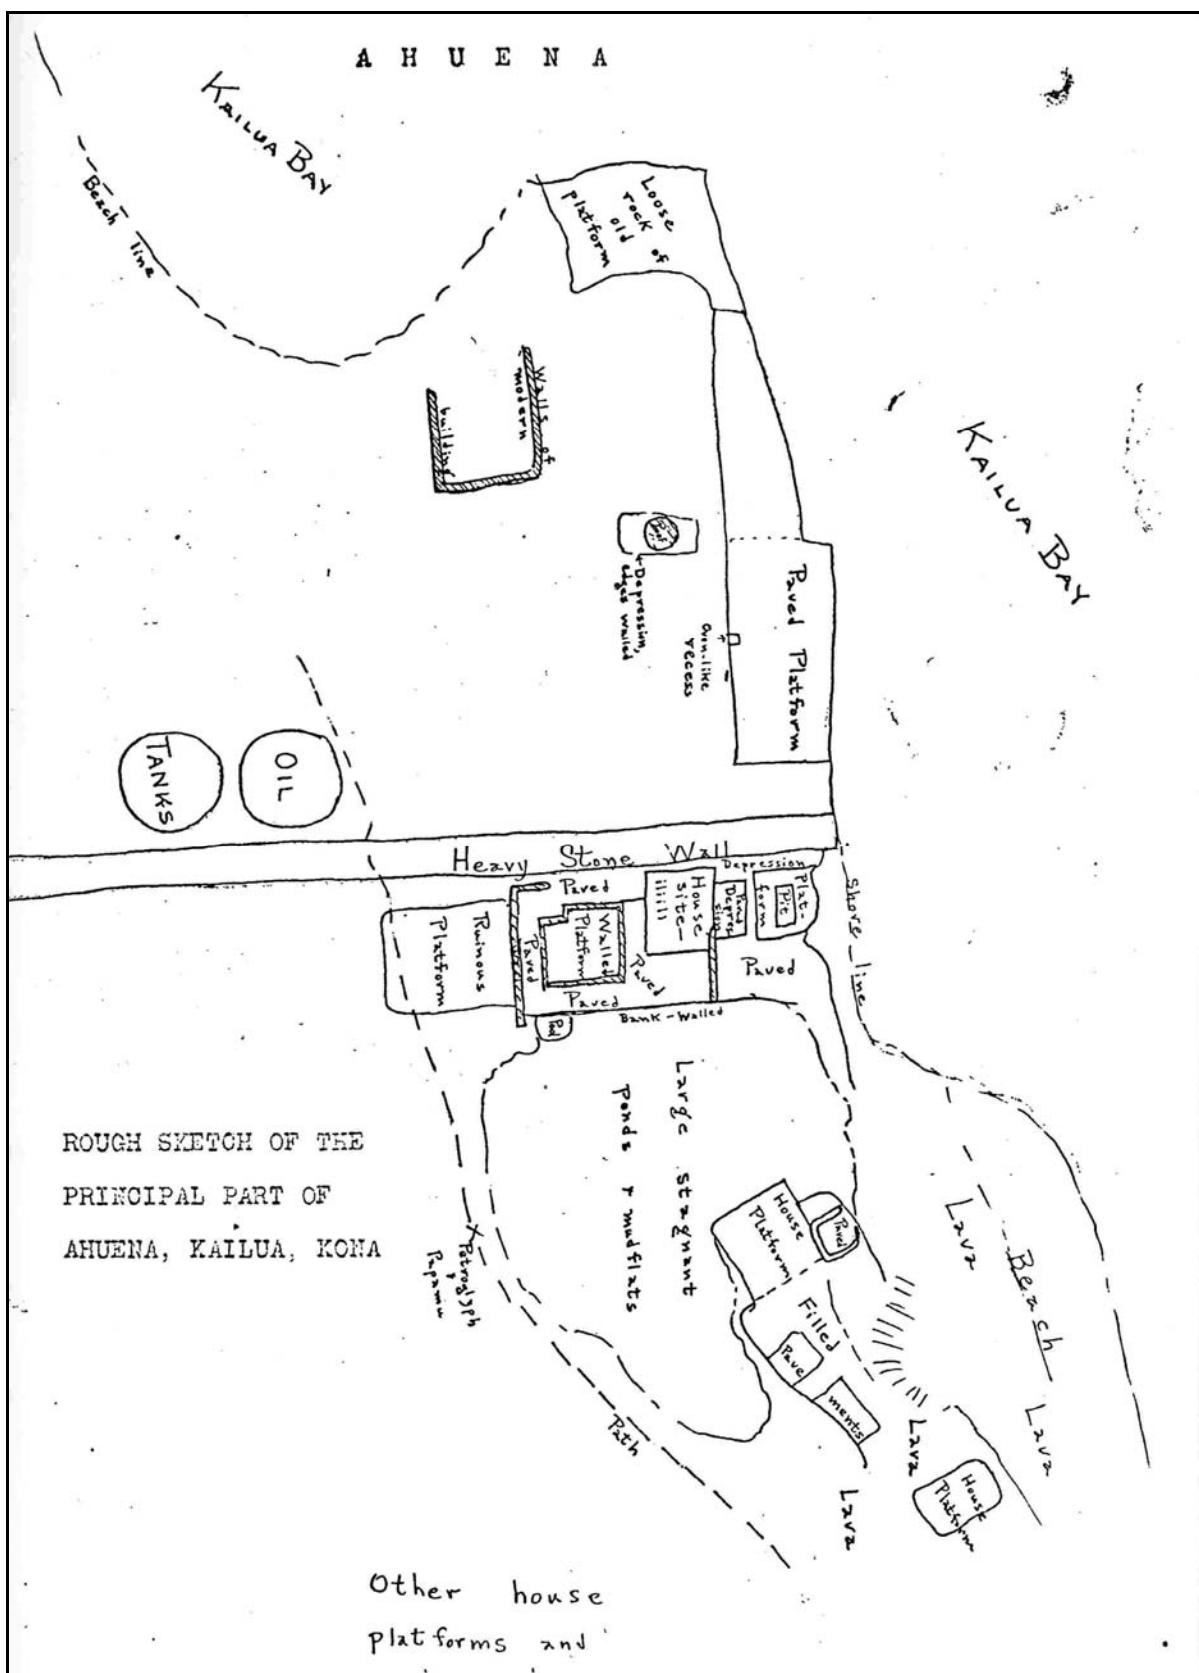 AHUENA
KAILUA BAY
Beach line
Loose
rock of
old
platform
Walls of
modern
building
KAILUA BAY
←Depression,
edges walled
Oven-like
recess
Paved Platform
TANKS
OIL
Heavy Stone Wall
Depression
Paved
House
site—
iliili
Plat-
form
Pit
Shore line
Ruinous
Platform
Paved
Walled
Platform
Paved
Paved
Paved
Bank-Walled
Pool
Large stagnant
ponds & mudflats
ROUGH SKETCH OF THE
PRINCIPAL PART OF
AHUENA, KAILUA, KONA
Petroglyph
&
Papamu
House
Platform
Paved
Filled
Pave
ments
Lava
Beach
Lava
Lava
Lava
House
Platform
Path
Other house
platforms and